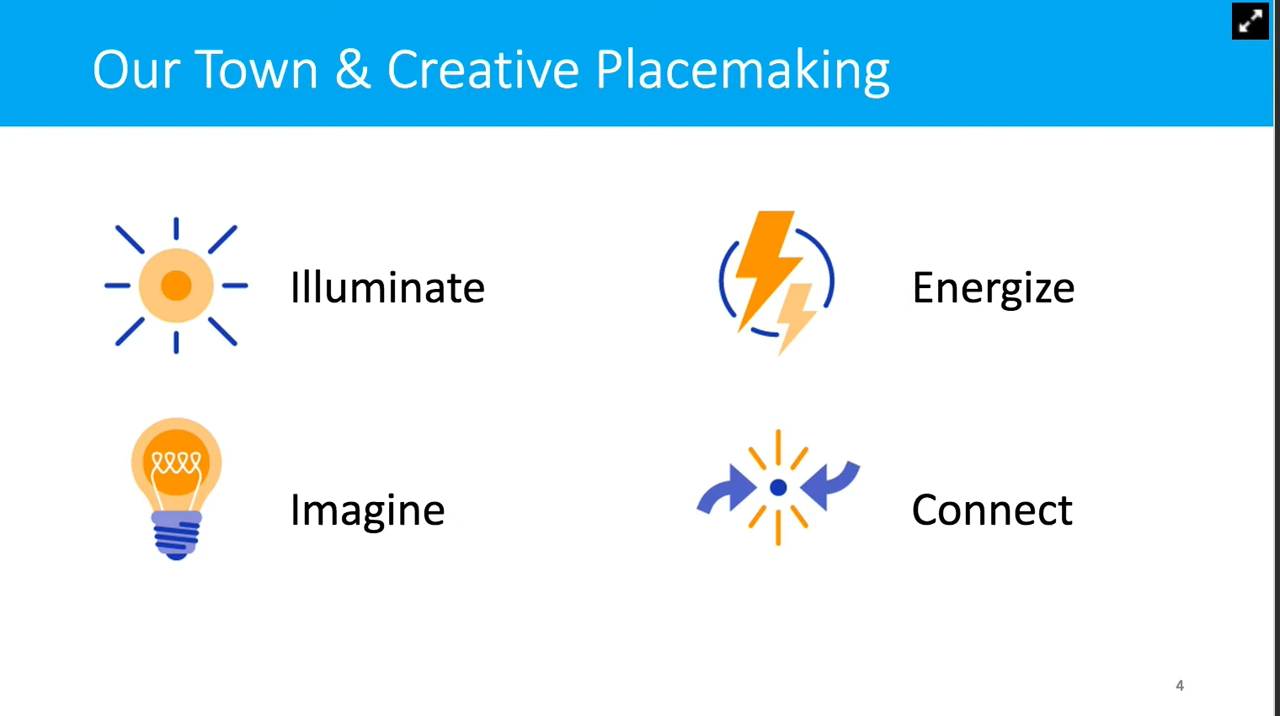 Our Town & Creative Placemaking
Illuminate
Energize
Imagine
Connect
4